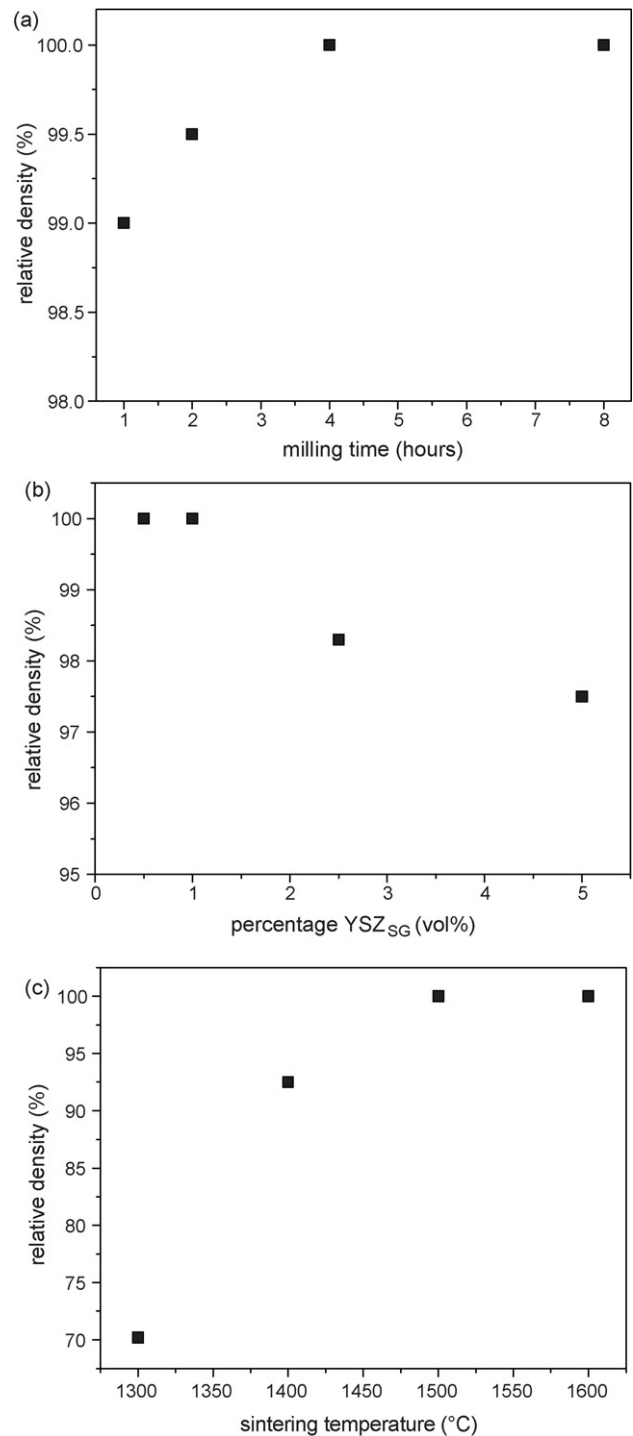 (a)
100.0
99.5
99.0
98.5
98.0
relative density (%)
1 2 3 4 5 6 7 8
milling time (hours)
(b)
100
99
98
97
96
95
relative density (%)
0 1 2 3 4 5
percentage YSZSG (vol%)
(c)
100
95
90
85
80
75
70
relative density (%)
1300 1350 1400 1450 1500 1550 1600
sintering temperature (°C)